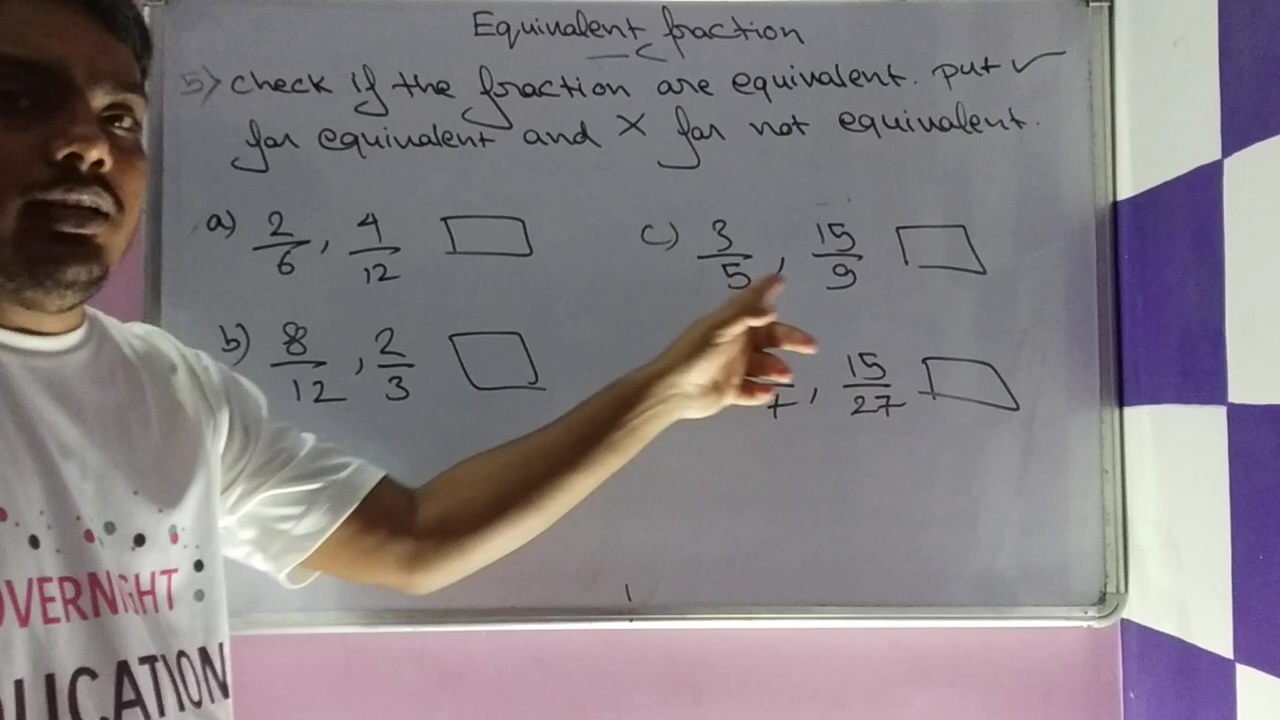 Equivalent fraction
5) check if the fraction are equivalent. put ✓
for equivalent and X for not equivalent.
a) 2/6, 4/12
c) 3/5, 15/9
b) 8/12, 2/3
, 15/27
OVERNIGHT
UCATION